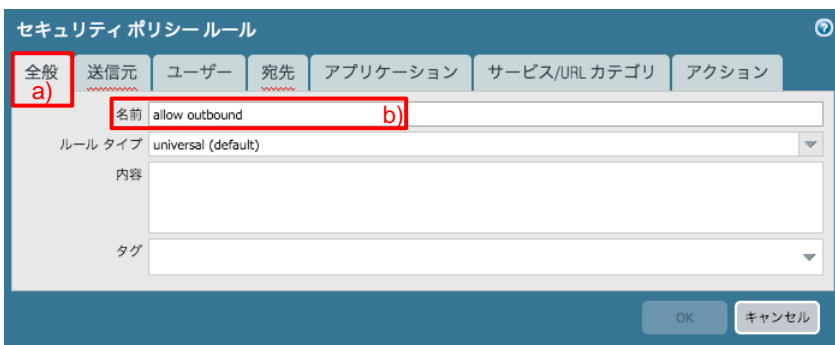 セキュリティ ポリシー ルール
全般 送信元 ユーザー 宛先 アプリケーション サービス/URL カテゴリ アクション
a)
名前 allow outbound b)
ルール タイプ universal (default)
内容
タグ
OK キャンセル